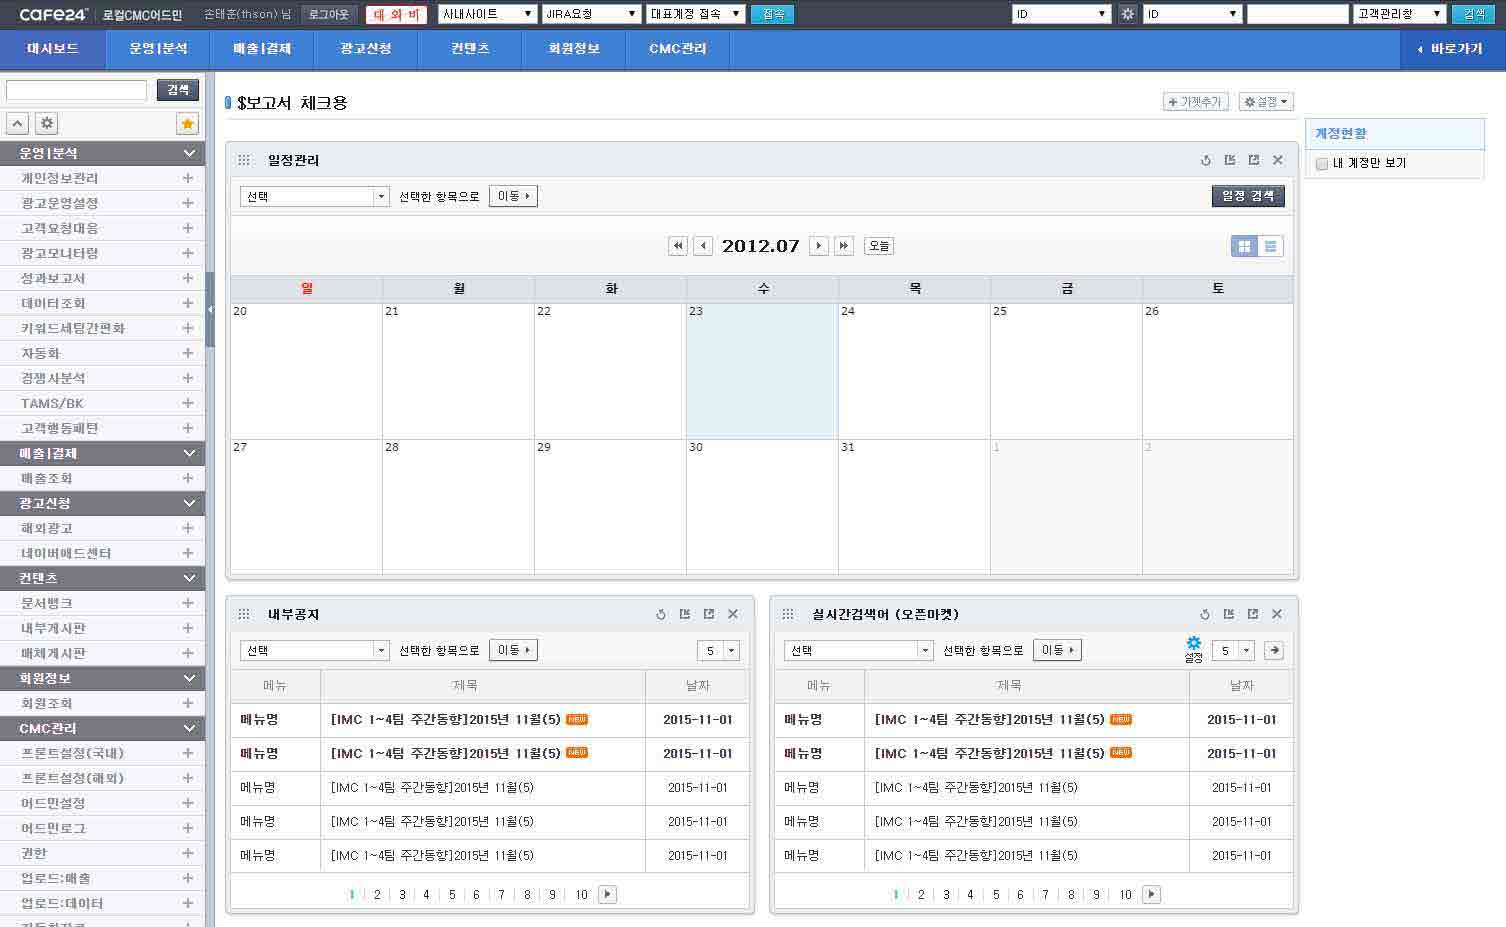 cafe24 로컬CMC어드민 손태훈(thson) 님 로그아웃 대외비 사내사이트 JIRA요청 대표계정 접속 접속 ID ID 고객관리창 검색
대시보드 운영|분석 매출|결제 광고신청 컨텐츠 회원정보 CMC관리 바로가기
검색
운영|분석
개인정보관리
광고운영설정
고객요청대응
광고모니터링
성과보고서
데이터조회
키워드세팅간편화
자동화
경쟁사분석
TAMS/BK
고객행동패턴
매출|결제
매출조회
광고신청
해외광고
네이버애드센터
컨텐츠
문서뱅크
내부게시판
매체게시판
회원정보
회원조회
CMC관리
프론트설정(국내)
프론트설정(해외)
어드민설정
어드민로그
권한
업로드:매출
업로드:데이터
$보고서 체크용 가젯추가 설정
계정현황
내 계정만 보기
일정관리
선택 선택한 항목으로 이동 일정 검색
2012.07 오늘
일 월 화 수 목 금 토
20 21 22 23 24 25 26
27 28 29 30 31 1 2
내부공지
선택 선택한 항목으로 이동 5
메뉴 제목 날짜
메뉴명 [IMC 1~4팀 주간동향]2015년 11월(5) NEW 2015-11-01
메뉴명 [IMC 1~4팀 주간동향]2015년 11월(5) NEW 2015-11-01
메뉴명 [IMC 1~4팀 주간동향]2015년 11월(5) 2015-11-01
메뉴명 [IMC 1~4팀 주간동향]2015년 11월(5) 2015-11-01
메뉴명 [IMC 1~4팀 주간동향]2015년 11월(5) 2015-11-01
1 2 3 4 5 6 7 8 9 10
실시간검색어 (오픈마켓)
선택 선택한 항목으로 이동 설정 5
메뉴 제목 날짜
메뉴명 [IMC 1~4팀 주간동향]2015년 11월(5) NEW 2015-11-01
메뉴명 [IMC 1~4팀 주간동향]2015년 11월(5) NEW 2015-11-01
메뉴명 [IMC 1~4팀 주간동향]2015년 11월(5) 2015-11-01
메뉴명 [IMC 1~4팀 주간동향]2015년 11월(5) 2015-11-01
메뉴명 [IMC 1~4팀 주간동향]2015년 11월(5) 2015-11-01
1 2 3 4 5 6 7 8 9 10